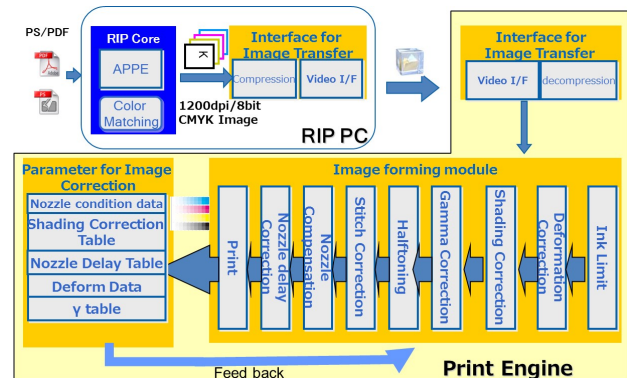 PS/PDF
PDF
PS
RIP Core
APPE
Color
Matching
K
1200dpi/8bit
CMYK Image
Interface for
Image Transfer
Compression
Video I/F
RIP PC
Interface for
Image Transfer
Video I/F
decompression
Parameter for Image
Correction
Nozzle condition data
Shading Correction
Table
Nozzle Delay Table
Deform Data
γ table
Image forming module
Print
Nozzle delay
Correction
Nozzle
Compensation
Stitch Correction
Halftoning
Gamma Correction
Shading Correction
Deformation
Correction
Ink Limit
Feed back
Print Engine